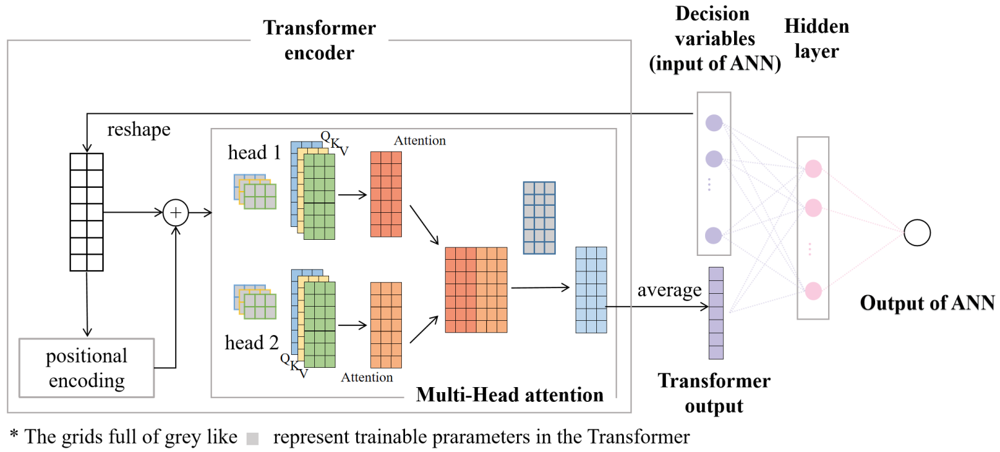 Transformer
encoder
Decision
variables
(input of ANN)
Hidden
layer
reshape
head 1
Q
K
V
Attention
+
average
Output of ANN
head 2
Q
K
V
Attention
positional
encoding
Multi-Head attention
Transformer
output
* The grids full of grey like represent trainable prarameters in the Transformer